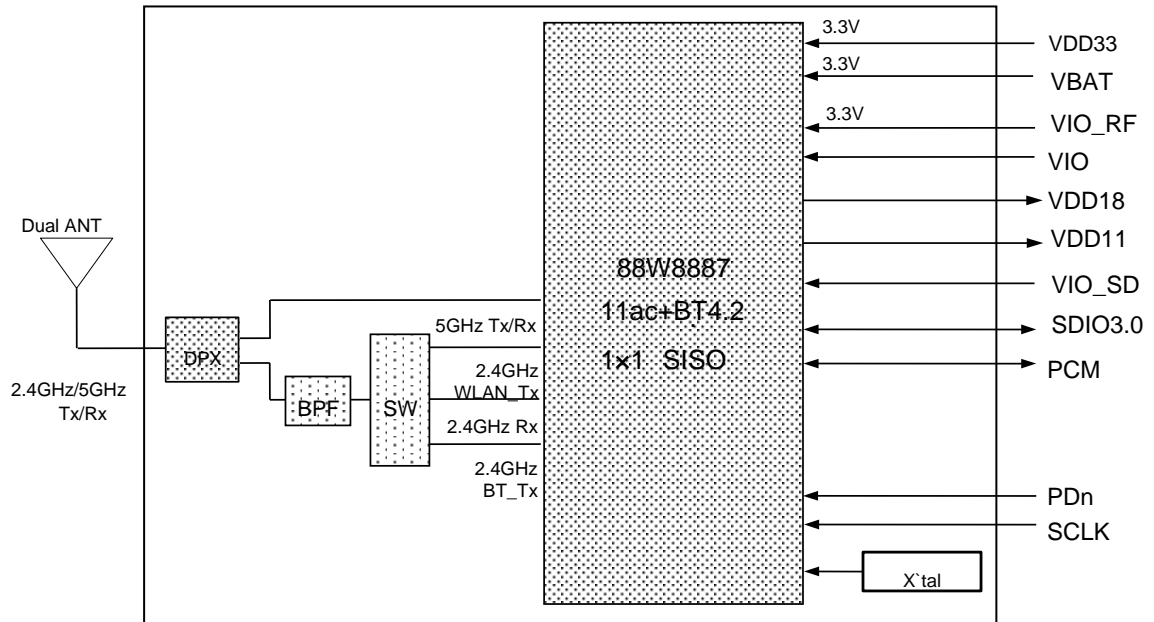 Dual ANT
2.4GHz/5GHz
Tx/Rx
DPX
BPF
SW
5GHz Tx/Rx
2.4GHz
WLAN_Tx
2.4GHz Rx
2.4GHz
BT_Tx
88W8887
11ac+BT4.2
1×1 SISO
3.3V
VDD33
3.3V
VBAT
3.3V
VIO_RF
VIO
VDD18
VDD11
VIO_SD
SDIO3.0
PCM
PDn
SCLK
X`tal